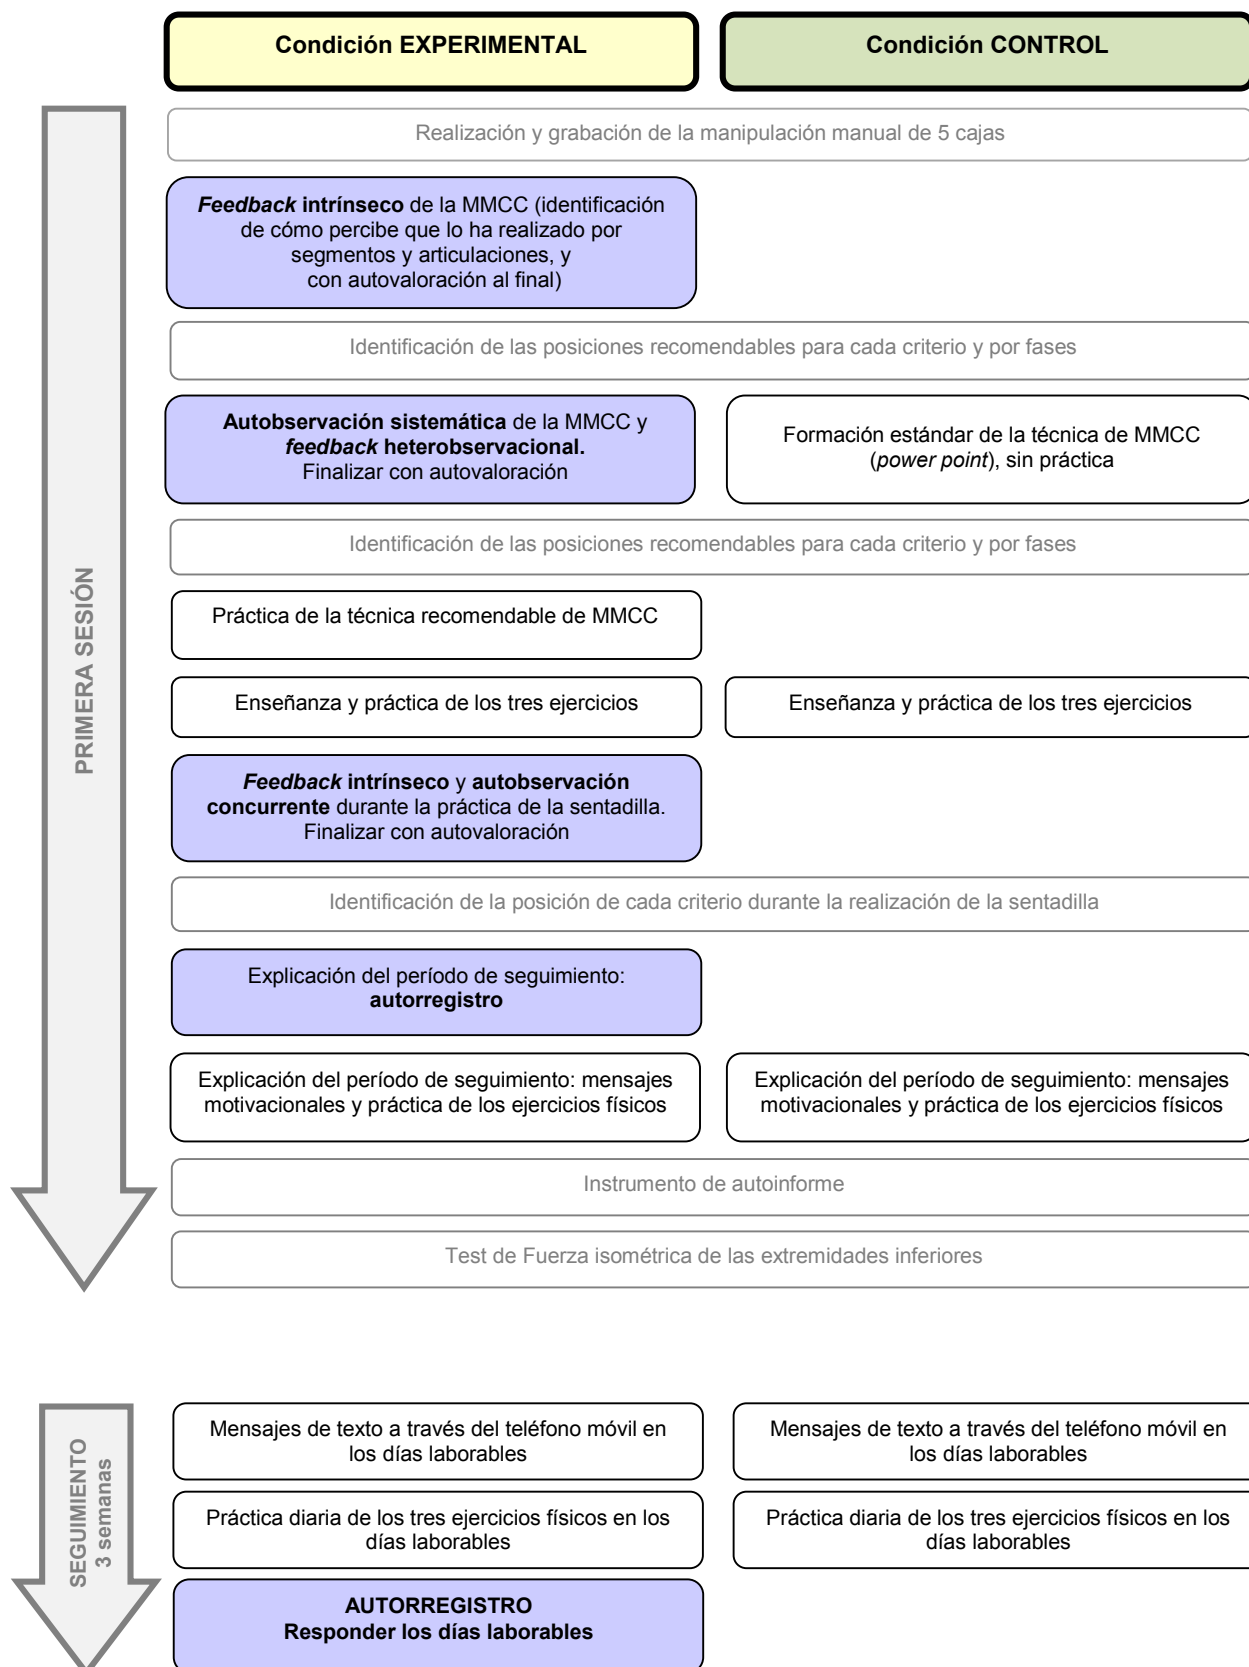 Condición EXPERIMENTAL
Condición CONTROL
PRIMERA SESIÓN
Realización y grabación de la manipulación manual de 5 cajas
Feedback intrínseco de la MMCC (identificación
de cómo percibe que lo ha realizado por
segmentos y articulaciones, y
con autovaloración al final)
Identificación de las posiciones recomendables para cada criterio y por fases
Autobservación sistemática de la MMCC y
feedback heterobservacional.
Finalizar con autovaloración
Formación estándar de la técnica de MMCC
(power point), sin práctica
Identificación de las posiciones recomendables para cada criterio y por fases
Práctica de la técnica recomendable de MMCC
Enseñanza y práctica de los tres ejercicios
Enseñanza y práctica de los tres ejercicios
Feedback intrínseco y autobservación
concurrente durante la práctica de la sentadilla.
Finalizar con autovaloración
Identificación de la posición de cada criterio durante la realización de la sentadilla
Explicación del período de seguimiento:
autorregistro
Explicación del período de seguimiento: mensajes
motivacionales y práctica de los ejercicios físicos
Explicación del período de seguimiento: mensajes
motivacionales y práctica de los ejercicios físicos
Instrumento de autoinforme
Test de Fuerza isométrica de las extremidades inferiores
SEGUIMIENTO
3 semanas
Mensajes de texto a través del teléfono móvil en
los días laborables
Mensajes de texto a través del teléfono móvil en
los días laborables
Práctica diaria de los tres ejercicios físicos en los
días laborables
Práctica diaria de los tres ejercicios físicos en los
días laborables
AUTORREGISTRO
Responder los días laborables